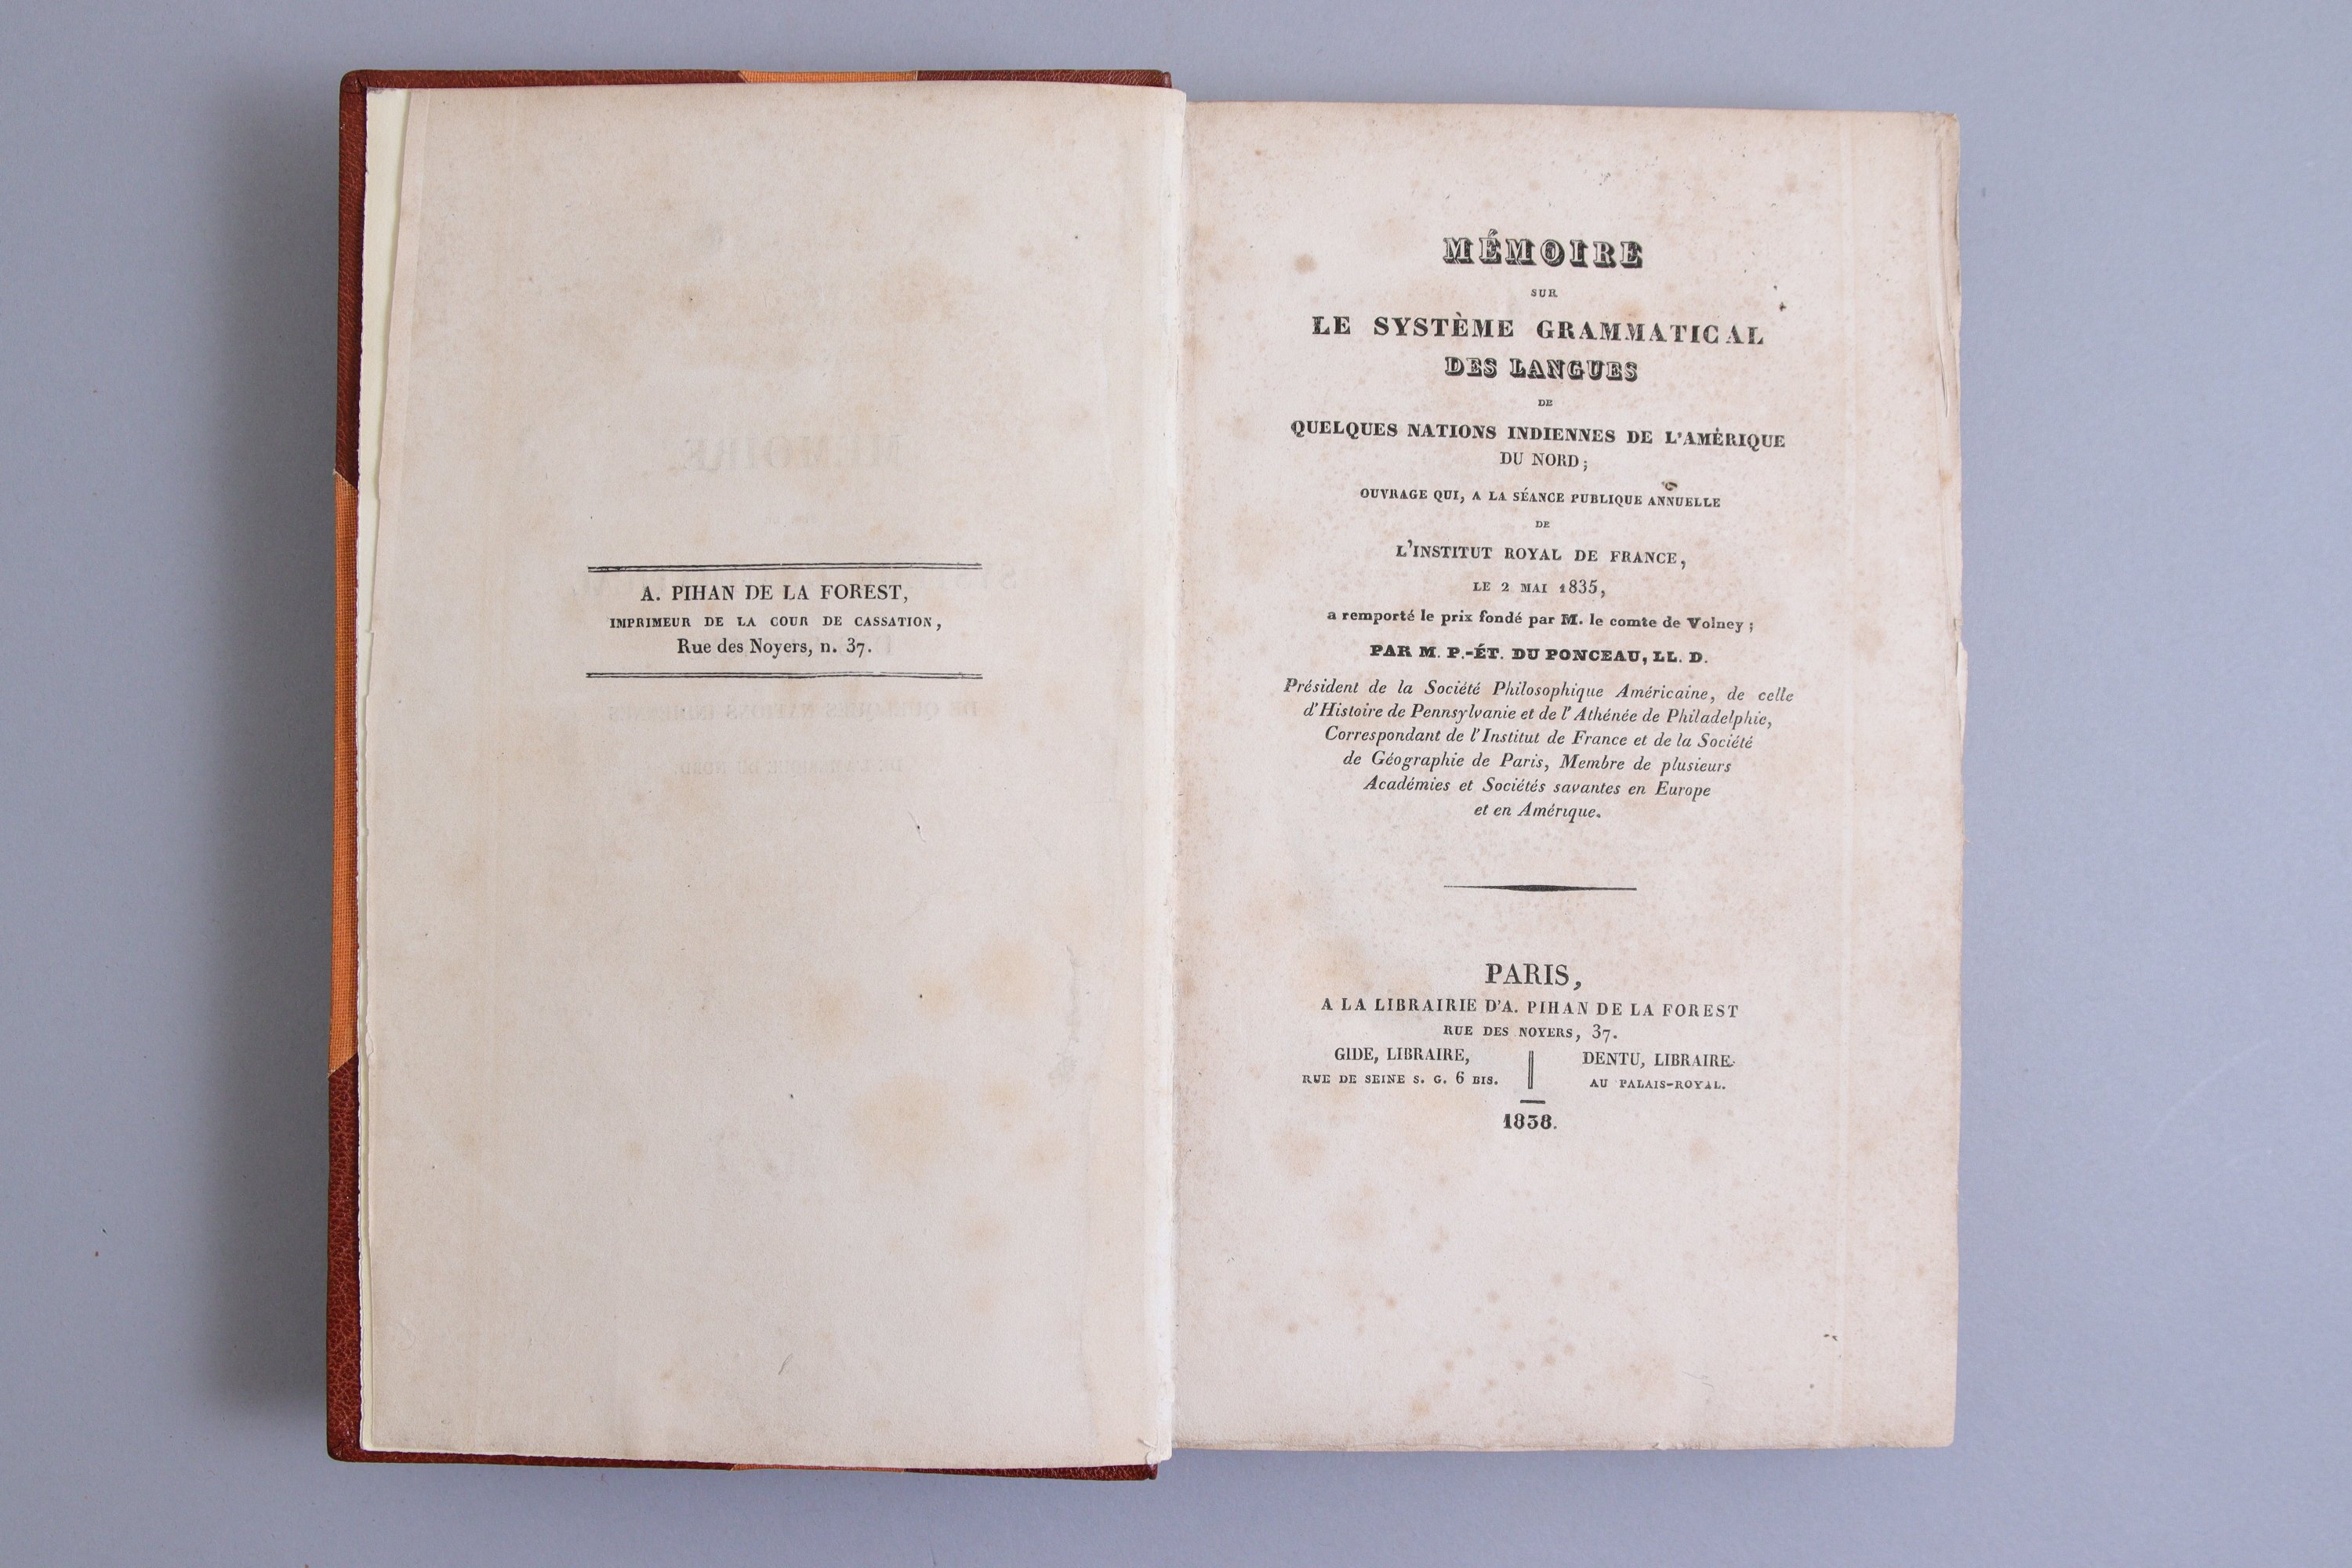 A. PIHAN DE LA FOREST,
IMPRIMEUR DE LA COUR DE CASSATION,
Rue des Noyers, n. 37.
MÉMOIRE
SUR
LE SYSTÈME GRAMMATICAL
DES LANGUES
DE
QUELQUES NATIONS INDIENNES DE L'AMÉRIQUE
DU NORD;
OUVRAGE QUI, A LA SÉANCE PUBLIQUE ANNUELLE
DE
L'INSTITUT ROYAL DE FRANCE,
LE 2 MAI 1835,
a remporté le prix fondé par M. le comte de Volney;
PAR M. P.-ÉT. DU PONCEAU, LL. D.
Président de la Société Philosophique Américaine, de celle
d'Histoire de Pennsylvanie et de l'Athénée de Philadelphie,
Correspondant de l'Institut de France et de la Société
de Géographie de Paris, Membre de plusieurs
Académies et Sociétés savantes en Europe
et en Amérique.
PARIS,
A LA LIBRAIRIE D'A. PIHAN DE LA FOREST
RUE DES NOYERS, 37.
GIDE, LIBRAIRE,
RUE DE SEINE S. G. 6 BIS.
DENTU, LIBRAIRE
AU PALAIS-ROYAL.
1838.